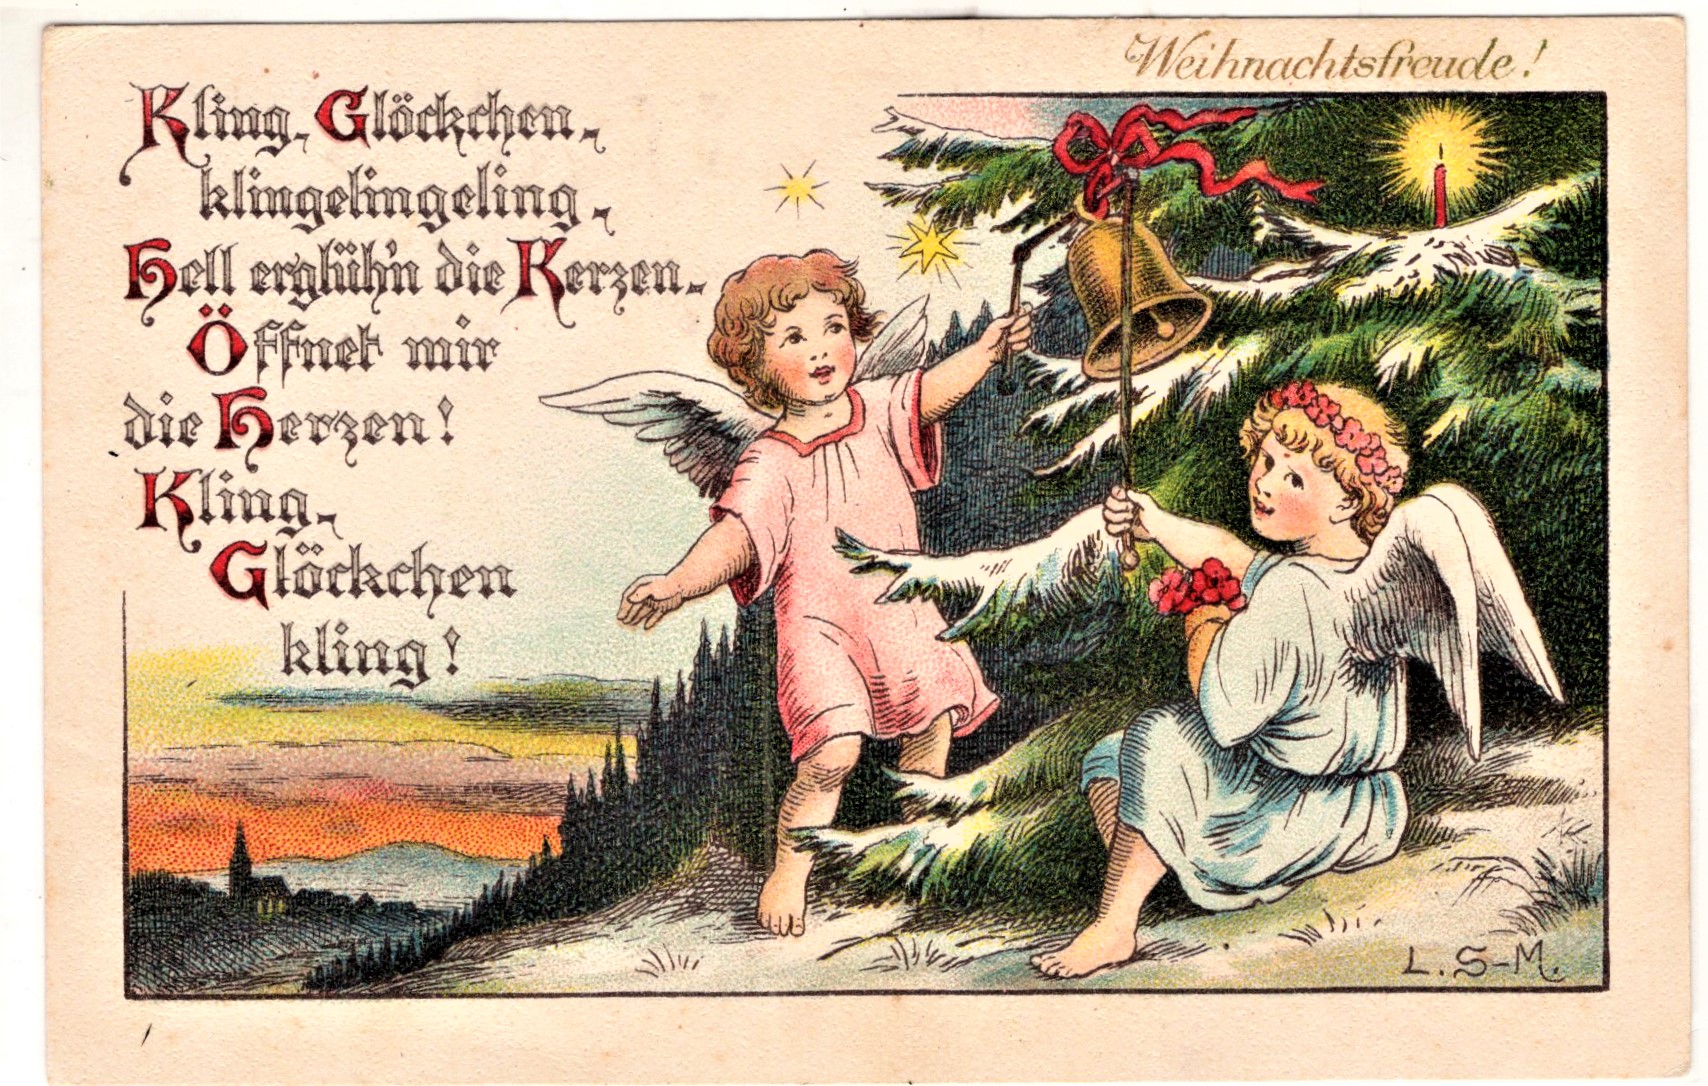 Weihnachtsfreude!
Kling, Glöckchen,
klingelingeling,
Hell erglüh'n die Kerzen.
Öffnet mir
die Herzen!
Kling,
Glöckchen
kling!
L. S-M.